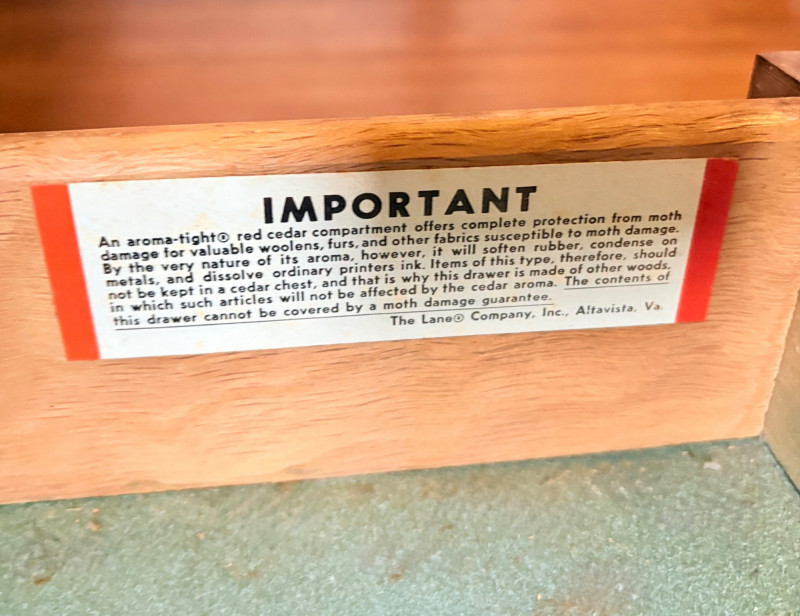 IMPORTANT
An aroma-tight® red cedar compartment offers complete protection from moth
damage for valuable woolens, furs, and other fabrics susceptible to moth damage.
By the very nature of its aroma, however, it will soften rubber, condense on
metals, and dissolve ordinary printers ink. Items of this type, therefore, should
not be kept in a cedar chest, and that is why this drawer is made of other woods,
in which such articles will not be affected by the cedar aroma. The contents of
this drawer cannot be covered by a moth damage guarantee.
The Lane® Company, Inc., Altavista, Va.